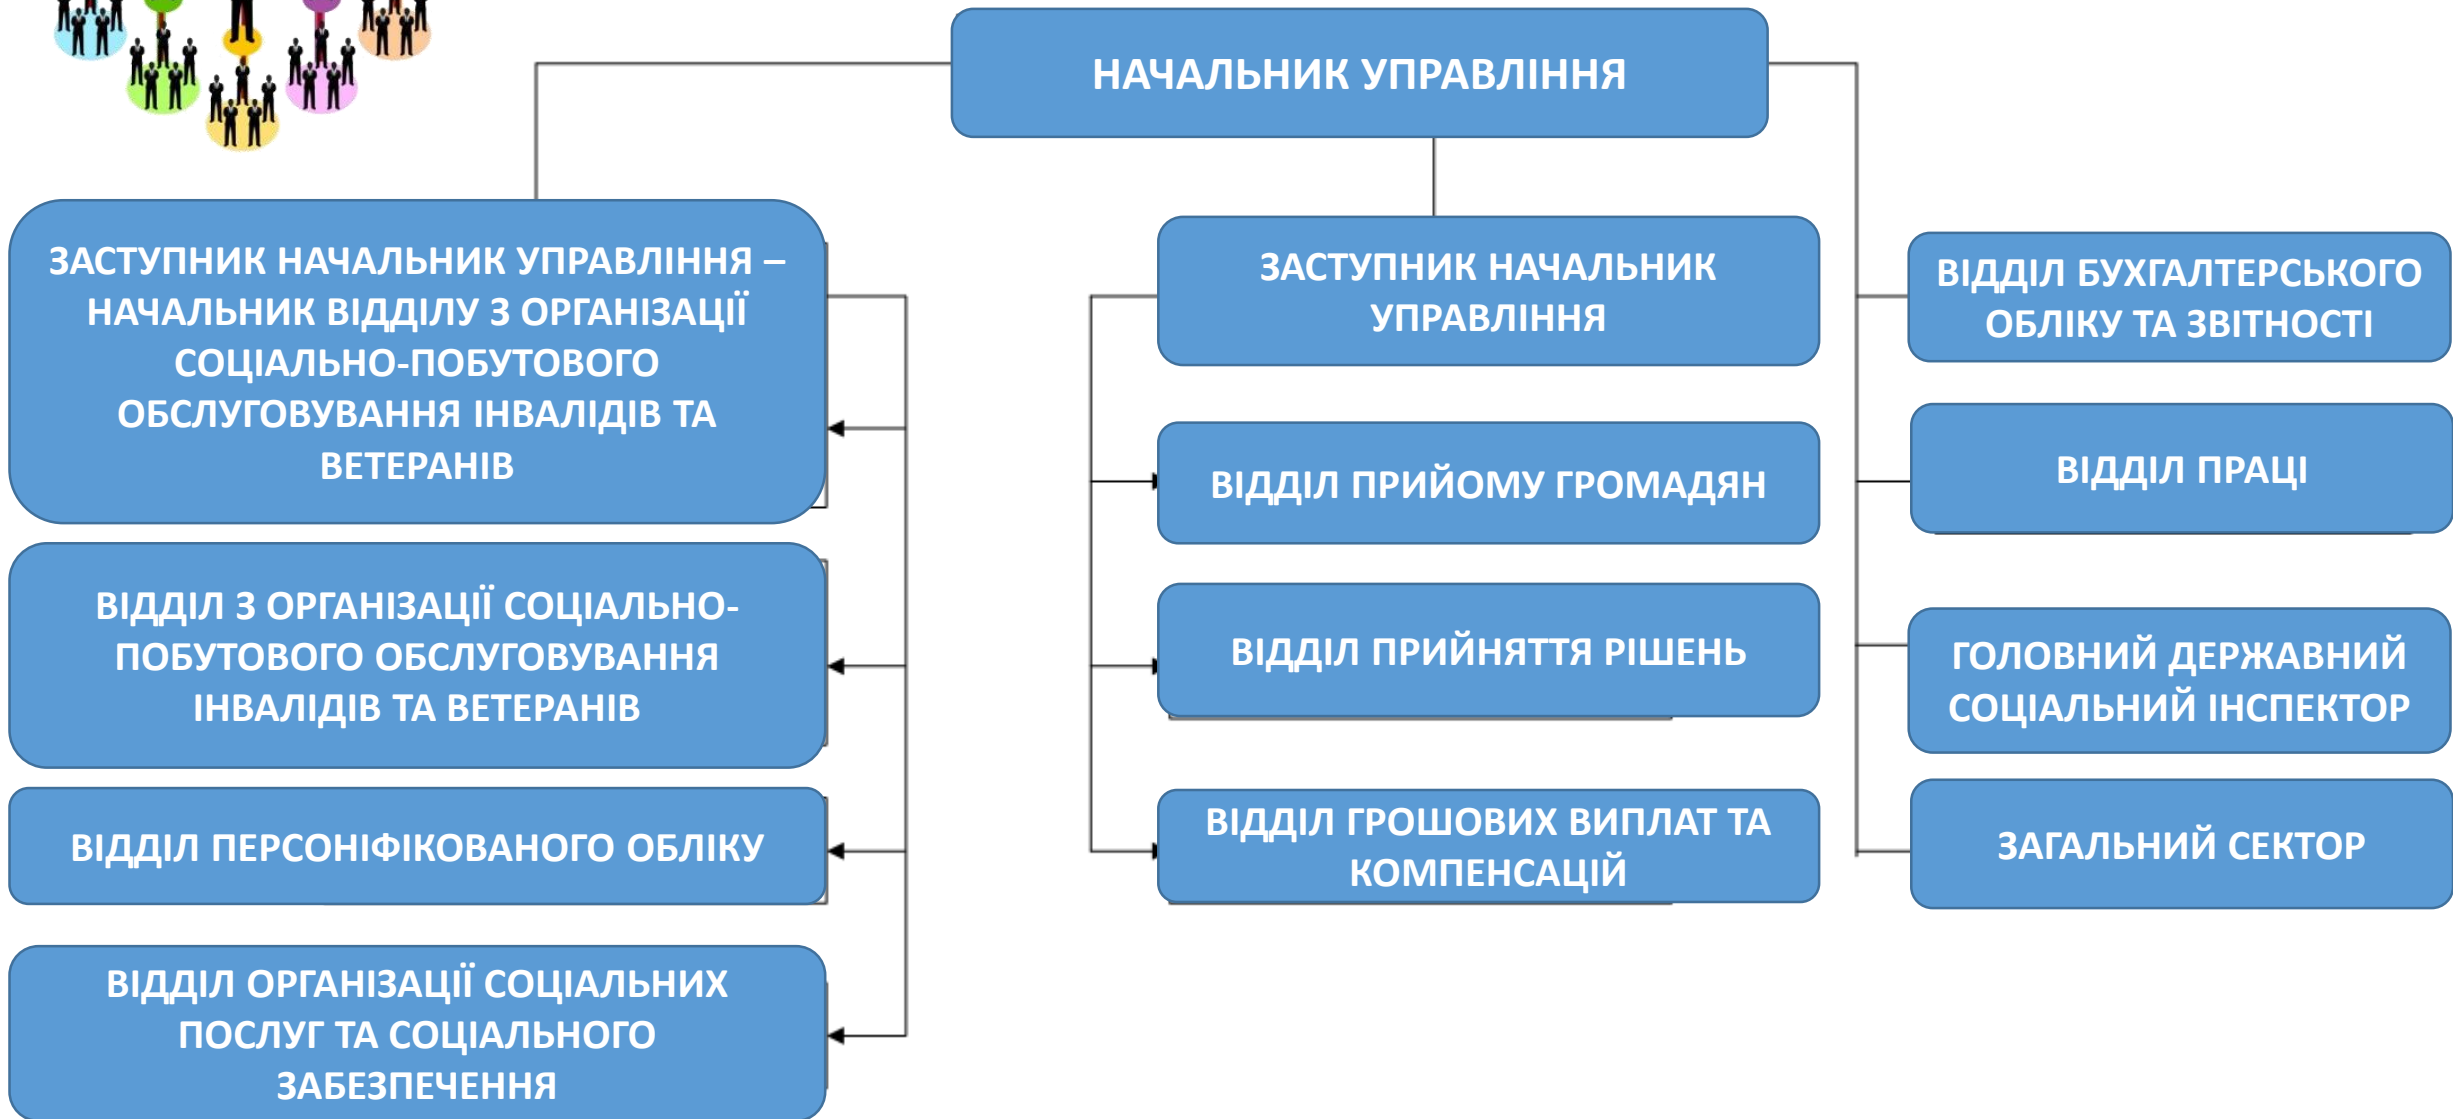 НАЧАЛЬНИК УПРАВЛІННЯ
ЗАСТУПНИК НАЧАЛЬНИК УПРАВЛІННЯ –
НАЧАЛЬНИК ВІДДІЛУ З ОРГАНІЗАЦІЇ
СОЦІАЛЬНО-ПОБУТОВОГО
ОБСЛУГОВУВАННЯ ІНВАЛІДІВ ТА
ВЕТЕРАНІВ
ВІДДІЛ З ОРГАНІЗАЦІЇ СОЦІАЛЬНО-
ПОБУТОВОГО ОБСЛУГОВУВАННЯ
ІНВАЛІДІВ ТА ВЕТЕРАНІВ
ВІДДІЛ ПЕРСОНІФІКОВАНОГО ОБЛІКУ
ВІДДІЛ ОРГАНІЗАЦІЇ СОЦІАЛЬНИХ
ПОСЛУГ ТА СОЦІАЛЬНОГО
ЗАБЕЗПЕЧЕННЯ
ЗАСТУПНИК НАЧАЛЬНИК
УПРАВЛІННЯ
ВІДДІЛ ПРИЙОМУ ГРОМАДЯН
ВІДДІЛ ПРИЙНЯТТЯ РІШЕНЬ
ВІДДІЛ ГРОШОВИХ ВИПЛАТ ТА
КОМПЕНСАЦІЙ
ВІДДІЛ БУХГАЛТЕРСЬКОГО
ОБЛІКУ ТА ЗВІТНОСТІ
ВІДДІЛ ПРАЦІ
ГОЛОВНИЙ ДЕРЖАВНИЙ
СОЦІАЛЬНИЙ ІНСПЕКТОР
ЗАГАЛЬНИЙ СЕКТОР